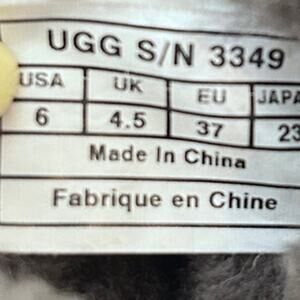 UGG S/N 3349
USA UK EU JAPA
6 4.5 37 23
Made In China
Fabrique en Chine